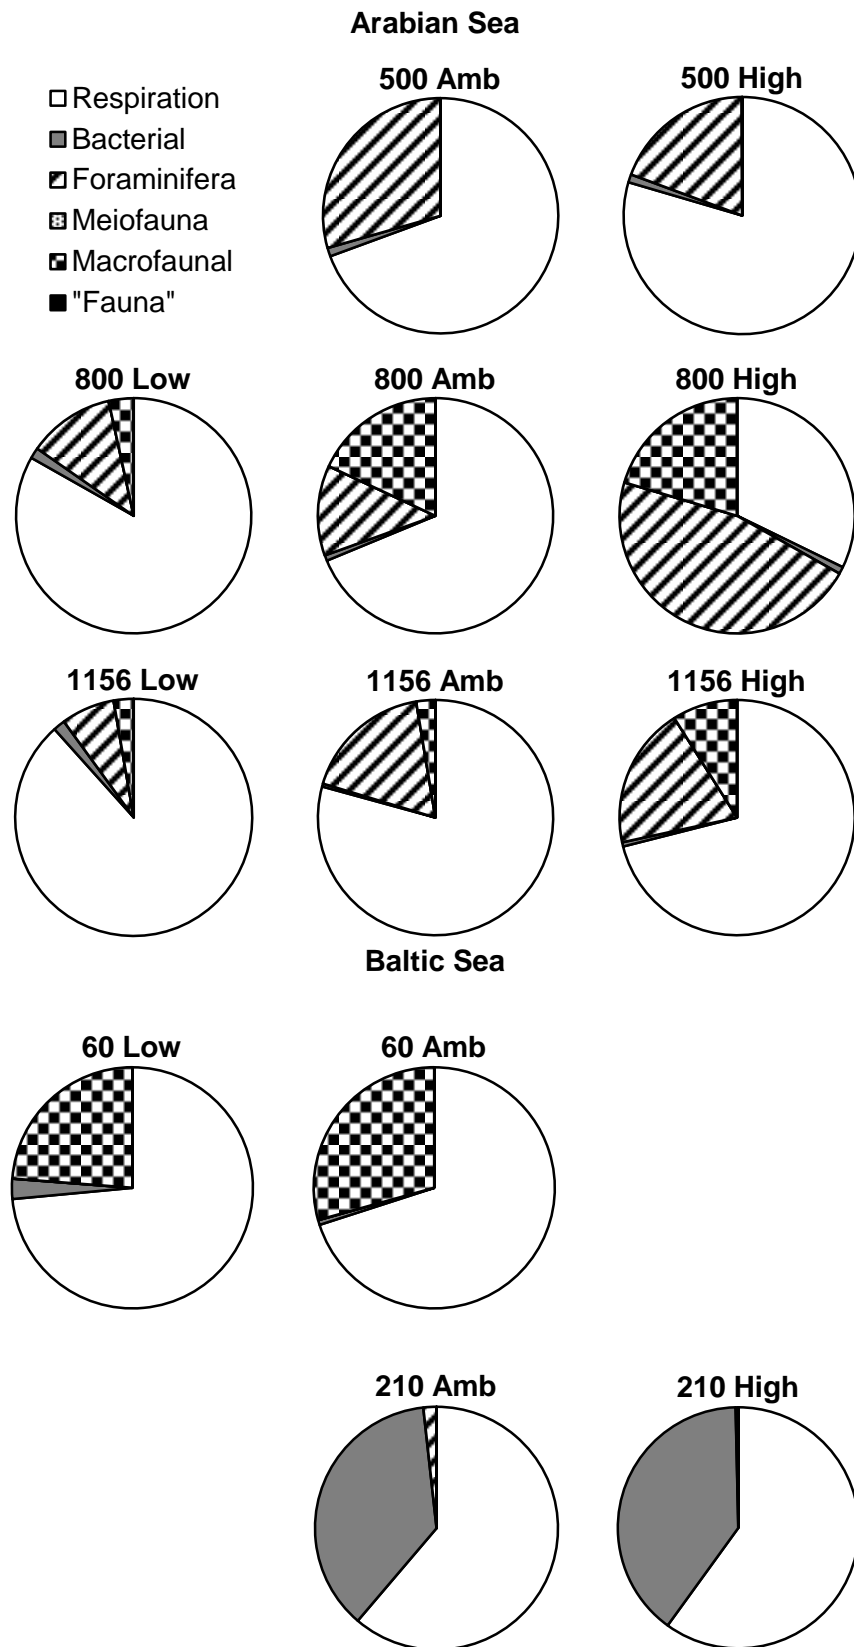 Arabian Sea
500 Amb
500 High
Respiration
Bacterial
Foraminifera
Meiofauna
Macrofaunal
"Fauna"
800 Low
800 Amb
800 High
1156 Low
1156 Amb
1156 High
Baltic Sea
60 Low
60 Amb
210 Amb
210 High